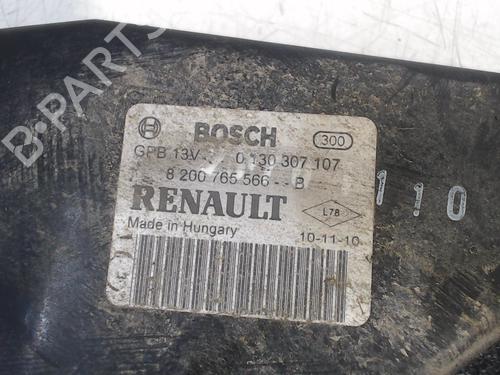 B-PARTS
BOSCH 300
GPB 13V.. 0 130 307 107
8 200 765 566 - - B
RENAULT L78
Made in Hungary 10-11-10
110